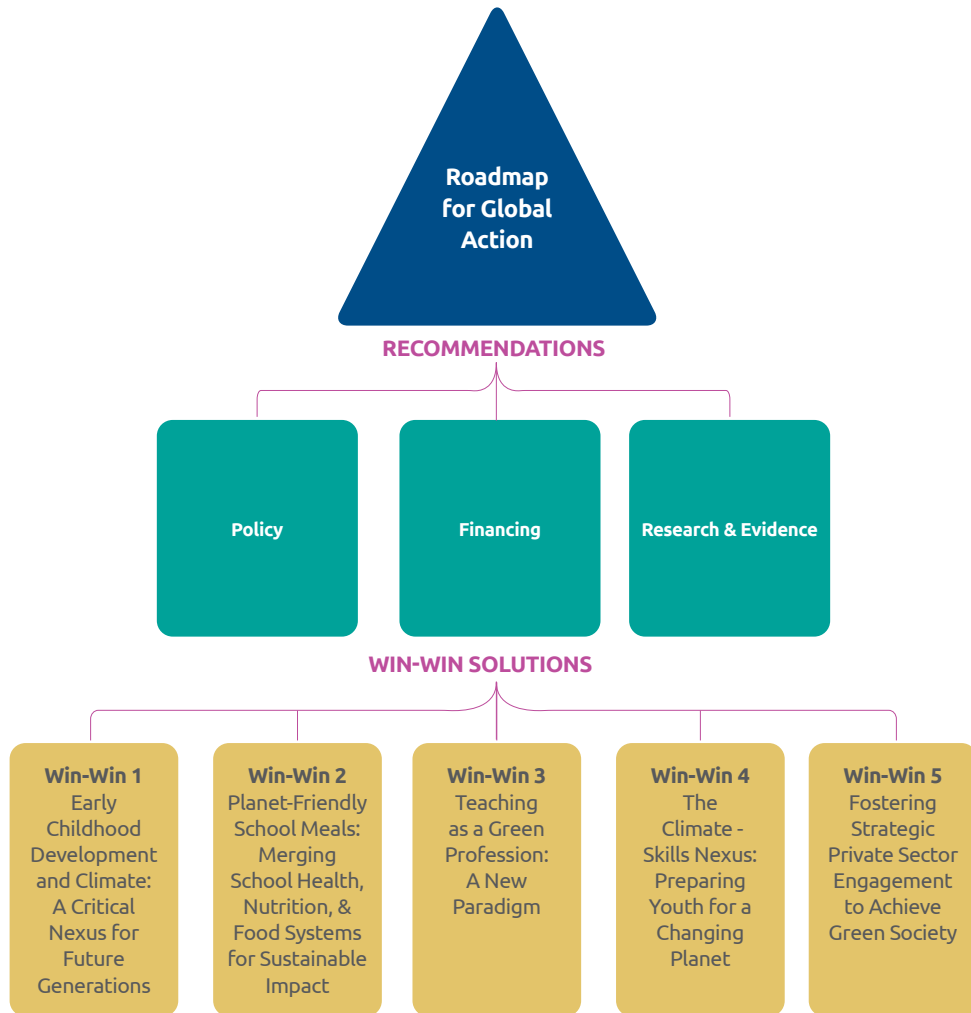 Roadmap
for Global
Action
RECOMMENDATIONS
Policy
Financing
Research & Evidence
WIN-WIN SOLUTIONS
Win-Win 1
Early
Childhood
Development
and Climate:
A Critical
Nexus for
Future
Generations
Win-Win 2
Planet-Friendly
School Meals:
Merging
School Health,
Nutrition, &
Food Systems
for Sustainable
Impact
Win-Win 3
Teaching
as a Green
Profession:
A New
Paradigm
Win-Win 4
The
Climate -
Skills Nexus:
Preparing
Youth for a
Changing
Planet
Win-Win 5
Fostering
Strategic
Private Sector
Engagement
to Achieve
Green Society